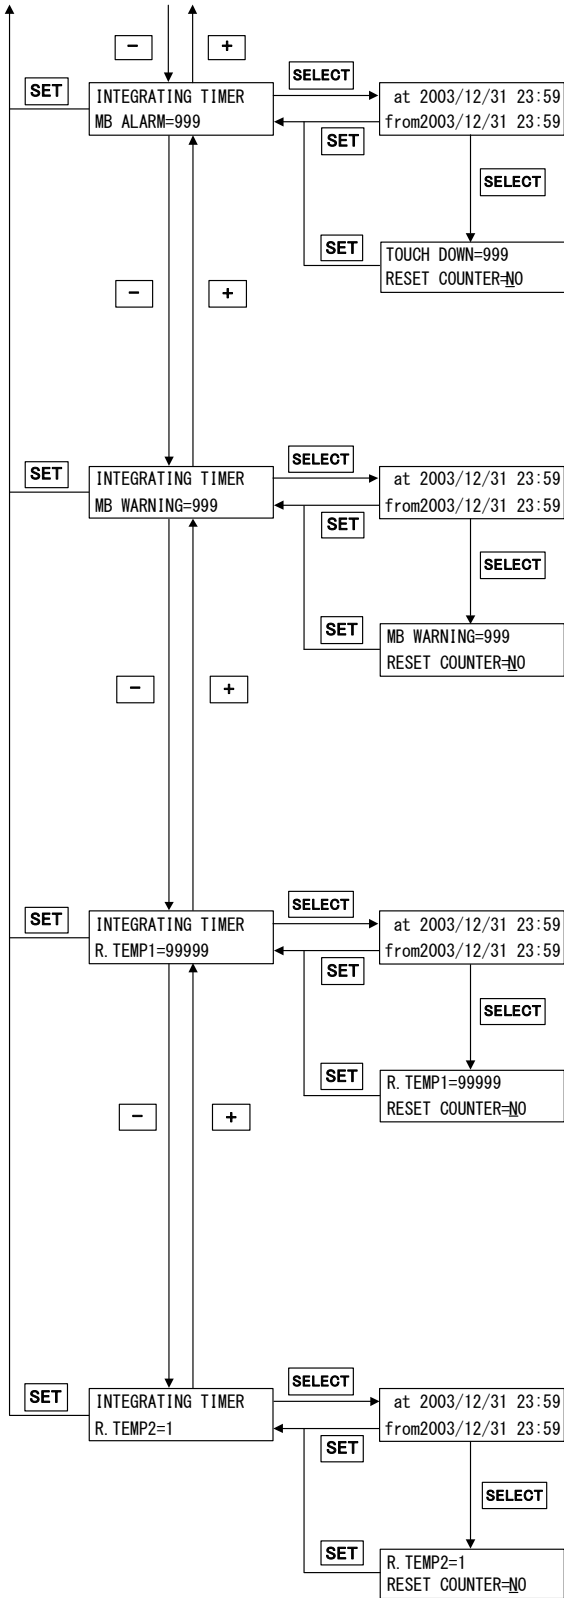 − +
SELECT
SET INTEGRATING TIMER at 2003/12/31 23:59
MB ALARM=999 from2003/12/31 23:59
SET
SELECT
SET TOUCH DOWN=999
RESET COUNTER=NO
− +
SELECT
SET INTEGRATING TIMER at 2003/12/31 23:59
MB WARNING=999 from2003/12/31 23:59
SET
SELECT
SET MB WARNING=999
RESET COUNTER=NO
− +
SELECT
SET INTEGRATING TIMER at 2003/12/31 23:59
R.TEMP1=99999 from2003/12/31 23:59
SET
SELECT
SET R.TEMP1=99999
RESET COUNTER=NO
− +
SELECT
SET INTEGRATING TIMER at 2003/12/31 23:59
R.TEMP2=1 from2003/12/31 23:59
SET
SELECT
SET R.TEMP2=1
RESET COUNTER=NO